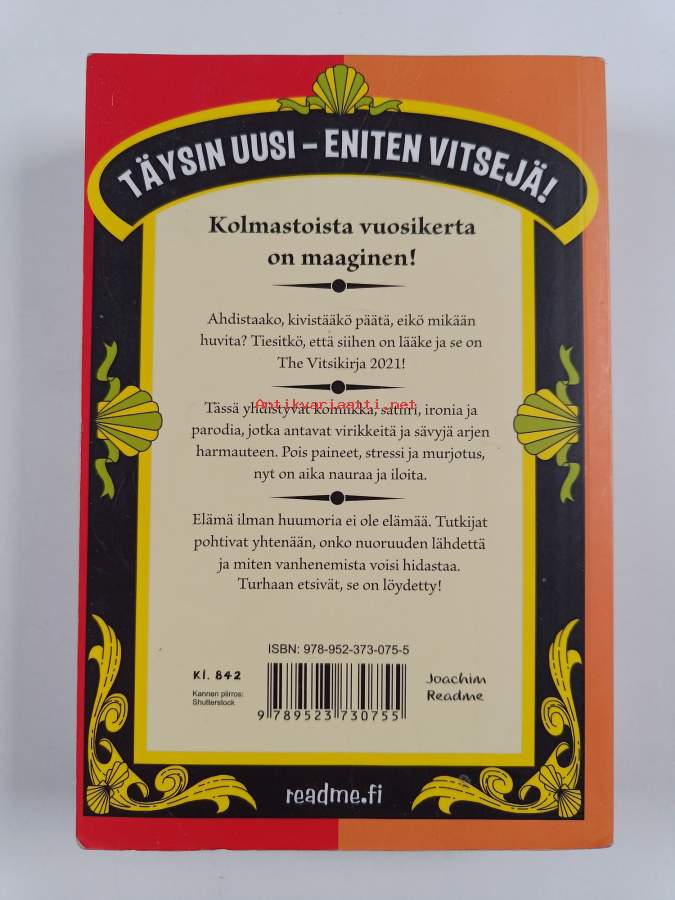 TÄYSIN UUSI – ENITEN VITSEJÄ!
Kolmastoista vuosikerta
on maaginen!
Ahdistaako, kivistääkö päätä, eikö mikään
huvita? Tiesitkö, että siihen on lääke ja se on
The Vitsikirja 2021!
Antikvariaatti.net
Tässä yhdistyvät komiikka, satiiri, ironia ja
parodia, jotka antavat virikkeitä ja sävyjä arjen
harmauteen. Pois paineet, stressi ja murjotus,
nyt on aika nauraa ja iloita.
Elämä ilman huumoria ei ole elämää. Tutkijat
pohtivat yhtenään, onko nuoruuden lähdettä
ja miten vanhenemista voisi hidastaa.
Turhaan etsivät, se on löydetty!
ISBN: 978-952-373-075-5
Kl. 842
Kannen piirros:
Shutterstock
Joachim
Readme
9 789523 730755
readme.fi